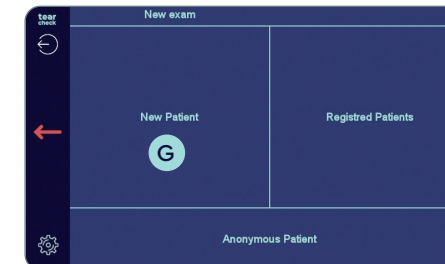 tear
check
New exam
New Patient
G
Registred Patients
Anonymous Patient